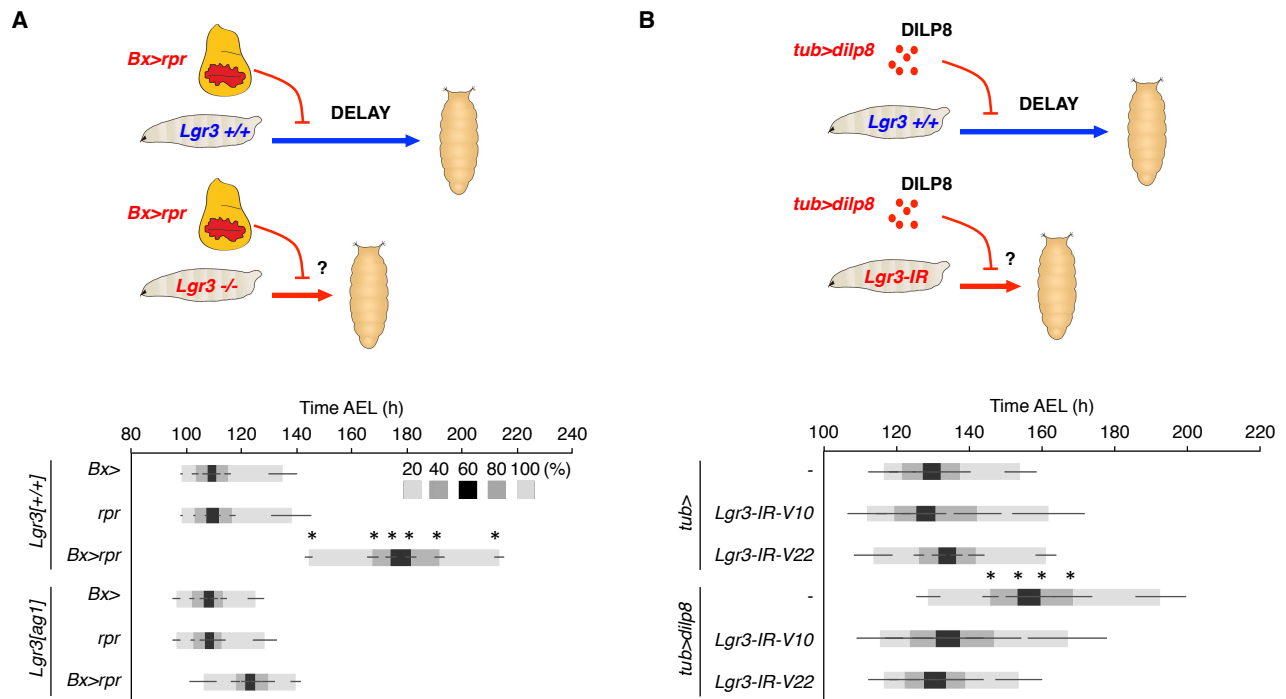 A
Bx>rpr
DELAY
Lgr3 +/+
Bx>rpr
?
Lgr3 -/-
Time AEL (h)
80 100 120 140 160 180 200 220 240
Lgr3[+/+]
Bx>
20 40 60 80 100 (%)
rpr
* * * * * *
Bx>rpr
Lgr3[ag1]
Bx>
rpr
Bx>rpr
B
DILP8
tub>dilp8
DELAY
Lgr3 +/+
DILP8
tub>dilp8
?
Lgr3-IR
Time AEL (h)
100 120 140 160 180 200 220
tub>
-
Lgr3-IR-V10
Lgr3-IR-V22
* * * *
tub>dilp8
-
Lgr3-IR-V10
Lgr3-IR-V22